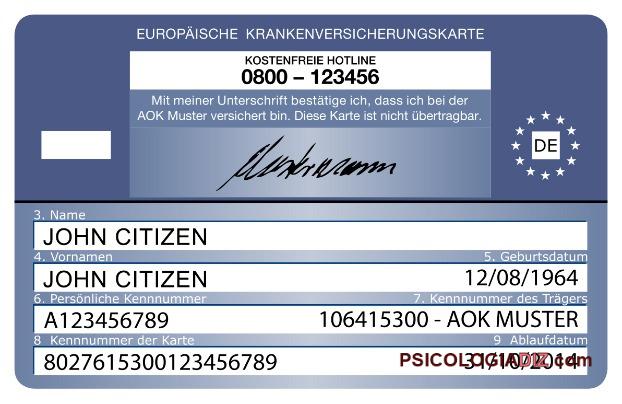 EUROPÄISCHE KRANKENVERSICHERUNGSKARTE
KOSTENFREIE HOTLINE
0800 – 123456
Mit meiner Unterschrift bestätige ich, dass ich bei der
AOK Muster versichert bin. Diese Karte ist nicht übertragbar.
Mustermann
DE
3. Name
JOHN CITIZEN
4. Vornamen 5. Geburtsdatum
JOHN CITIZEN 12/08/1964
6. Persönliche Kennnummer 7. Kennnummer des Trägers
A123456789 106415300 - AOK MUSTER
8 Kennnummer der Karte 9 Ablaufdatum
8027615300123456789 31/10/2014
PSICOLOGIADIZ.com